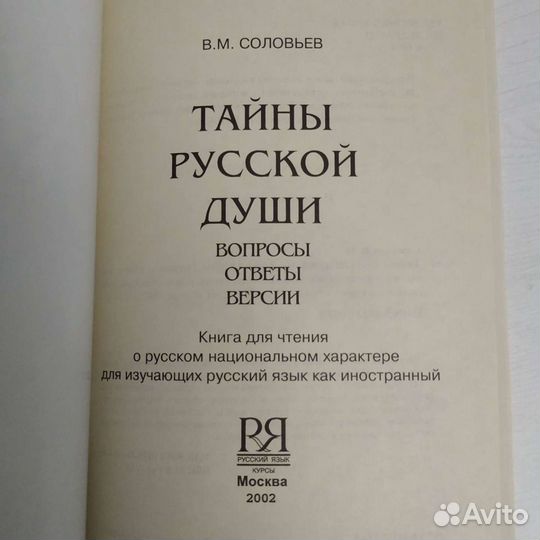 В.М. СОЛОВЬЕВ
ТАЙНЫ
РУССКОЙ
ДУШИ
ВОПРОСЫ
ОТВЕТЫ
ВЕРСИИ
Книга для чтения
о русском национальном характере
для изучающих русский язык как иностранный
РЯ
РУССКИЙ ЯЗЫК
КУРСЫ
Москва
2002
Avito